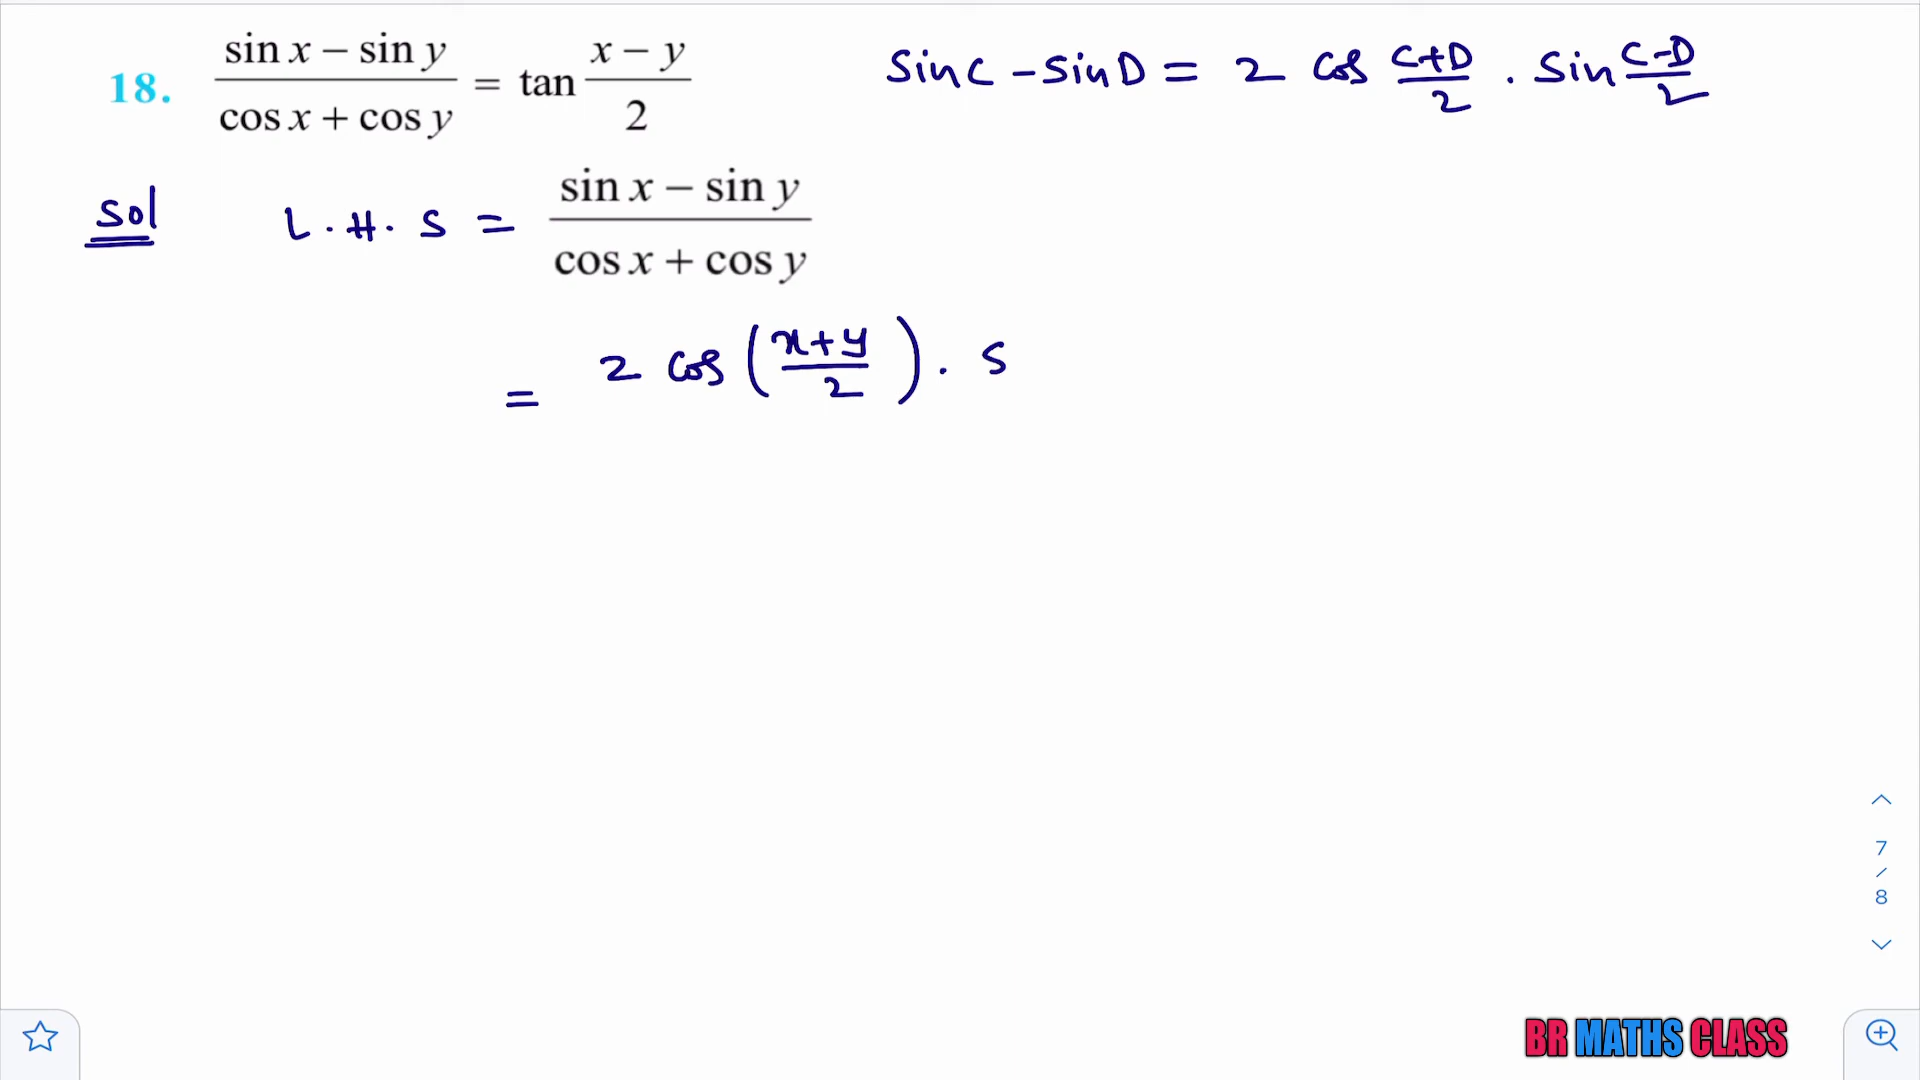 18. (sin x − sin y)/(cos x + cos y) = tan (x − y)/2
sinC − sinD = 2 cos (C+D)/2 . sin (C-D)/2
Sol L.H.S = (sin x − sin y)/(cos x + cos y)
= 2 cos ((x+y)/2) . s
7
/
8
BR MATHS CLASS